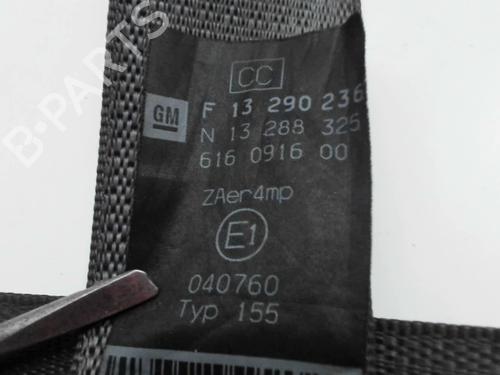 CC
GM
F 13 290 236
N 13 288 325
616 0916 00
ZAer4mp
E1
040760
Typ 155
B-PARTS